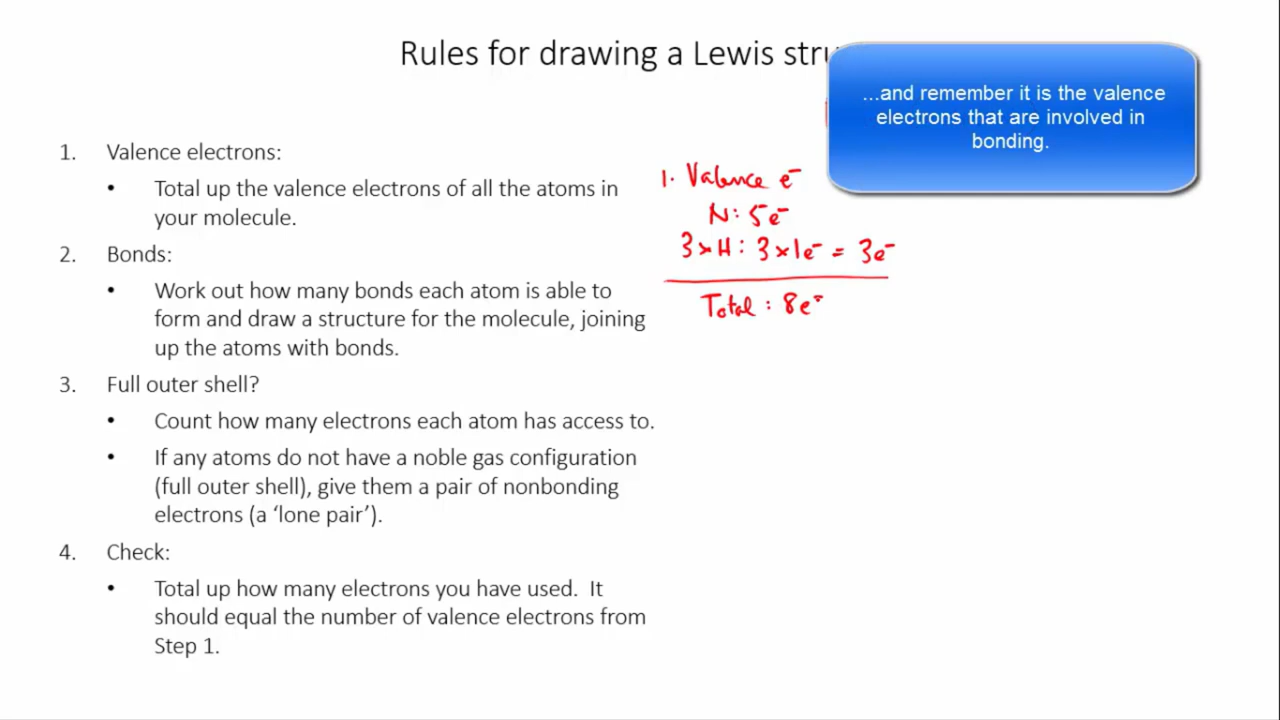 Rules for drawing a Lewis stru
...and remember it is the valence
electrons that are involved in
bonding.
1. Valence electrons:
• Total up the valence electrons of all the atoms in
your molecule.
2. Bonds:
• Work out how many bonds each atom is able to
form and draw a structure for the molecule, joining
up the atoms with bonds.
3. Full outer shell?
• Count how many electrons each atom has access to.
• If any atoms do not have a noble gas configuration
(full outer shell), give them a pair of nonbonding
electrons (a ‘lone pair’).
4. Check:
• Total up how many electrons you have used.  It
should equal the number of valence electrons from
Step 1.
1. Valence e⁻
N: 5e⁻
3×H: 3×1e⁻ = 3e⁻
Total: 8e⁻